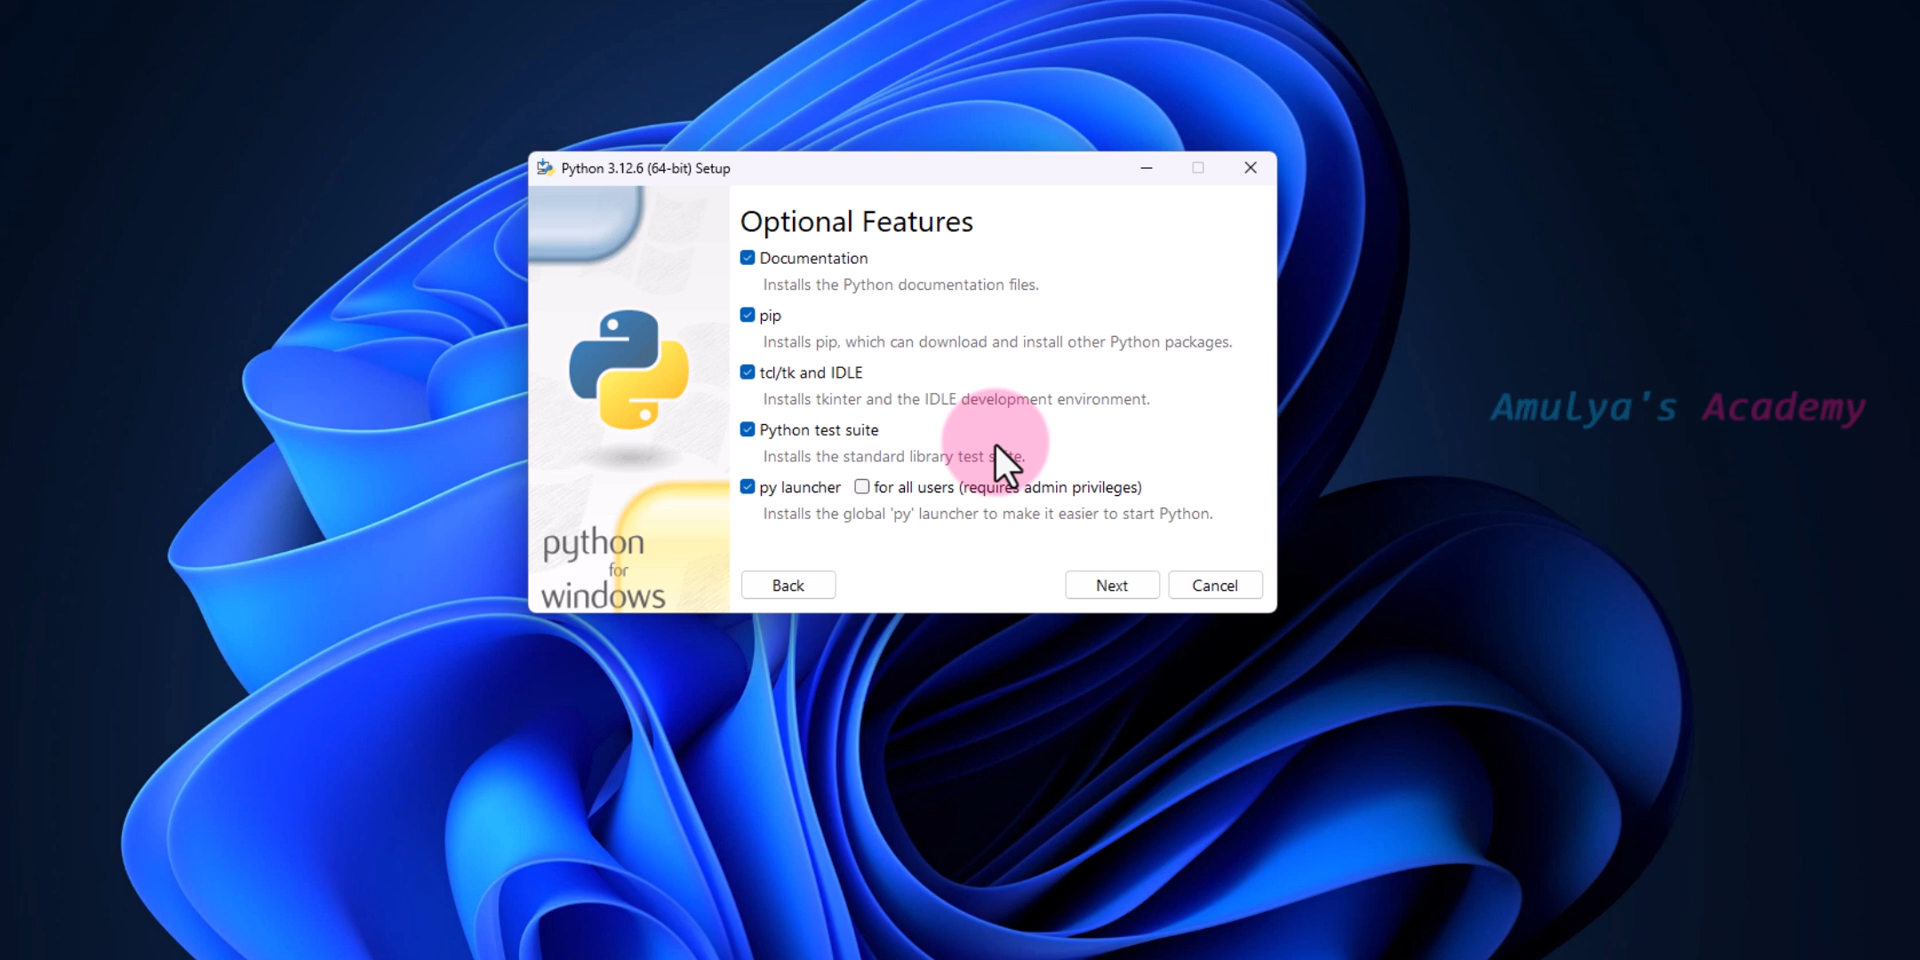 Python 3.12.6 (64-bit) Setup
Optional Features
Documentation
Installs the Python documentation files.
pip
Installs pip, which can download and install other Python packages.
tcl/tk and IDLE
Installs tkinter and the IDLE development environment.
Python test suite
Installs the standard library test suite.
py launcher for all users (requires admin privileges)
Installs the global 'py' launcher to make it easier to start Python.
python
for
windows
Back
Next
Cancel
Amulya's Academy